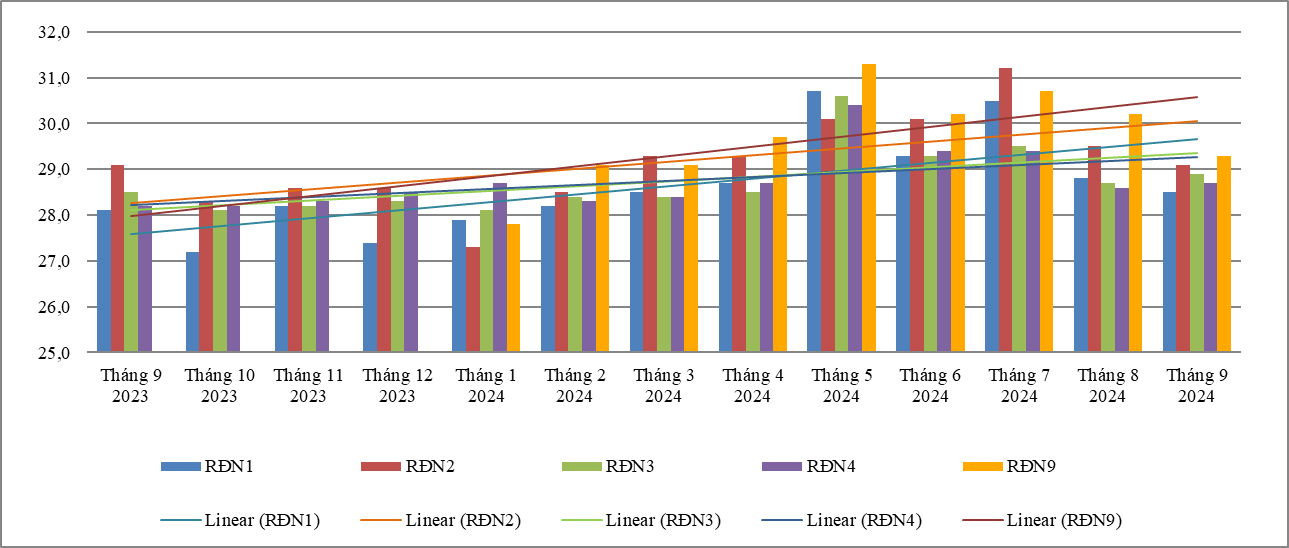 32,0
31,0
30,0
29,0
28,0
27,0
26,0
25,0
Tháng 9 Tháng 10 Tháng 11 Tháng 12 Tháng 1 Tháng 2 Tháng 3 Tháng 4 Tháng 5 Tháng 6 Tháng 7 Tháng 8 Tháng 9
2023 2023 2023 2023 2024 2024 2024 2024 2024 2024 2024 2024 2024
RĐN1 RĐN2 RĐN3 RĐN4 RĐN9
Linear (RĐN1) Linear (RĐN2) Linear (RĐN3) Linear (RĐN4) Linear (RĐN9)